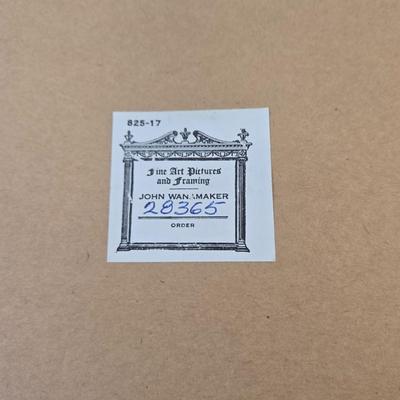 825-17
Fine Art Pictures
and Framing
JOHN WANAMAKER
28365
ORDER